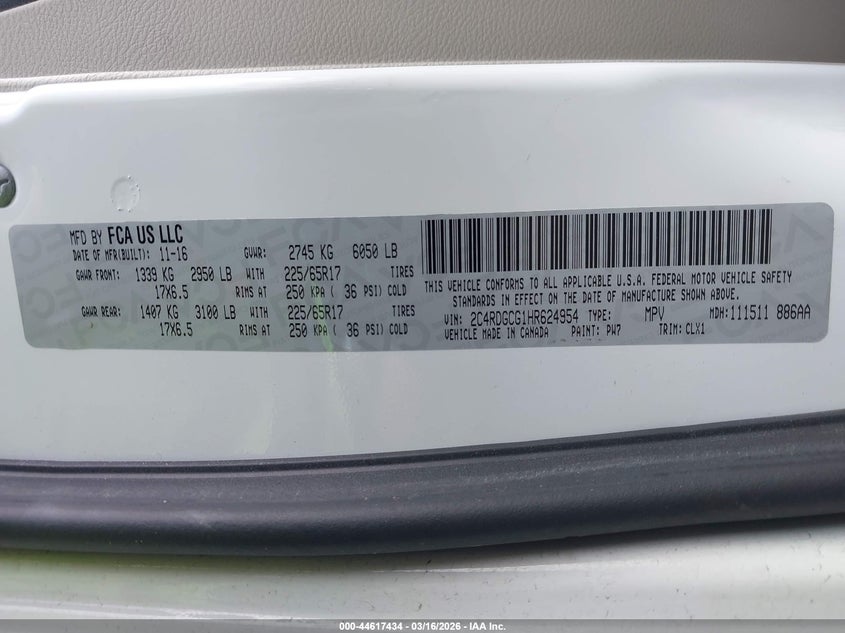 MFD BY FCA US LLC
DATE OF MFR(BUILT): 11-16 GVWR: 2745 KG 6050 LB
GAWR FRONT: 1339 KG 2950 LB WITH 225/65R17 TIRES
17X6.5 RIMS AT 250 KPA ( 36 PSI) COLD
GAWR REAR: 1407 KG 3100 LB WITH 225/65R17 TIRES
17X6.5 RIMS AT 250 KPA ( 36 PSI) COLD
THIS VEHICLE CONFORMS TO ALL APPLICABLE U.S.A. FEDERAL MOTOR VEHICLE SAFETY
STANDARDS IN EFFECT ON THE DATE OF MANUFACTURE SHOWN ABOVE.
VIN: 2C4RDGCG1HR624954 TYPE: MPV MDH: 111511 886AA
VEHICLE MADE IN CANADA PAINT: PW7 TRIM: CLX1
000-44617434 - 03/16/2026 - IAA Inc.